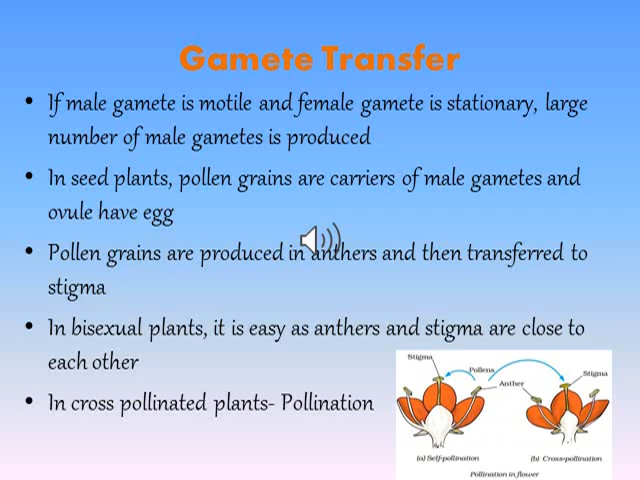 Gamete Transfer
• If male gamete is motile and female gamete is stationary, large
number of male gametes is produced
• In seed plants, pollen grains are carriers of male gametes and
ovule have egg
• Pollen grains are produced in anthers and then transferred to
stigma
• In bisexual plants, it is easy as anthers and stigma are close to
each other
• In cross pollinated plants- Pollination
Stigma
Pollens
Stigma
Anther
(a) Self-pollination
(b) Cross-pollination
Pollination in flower